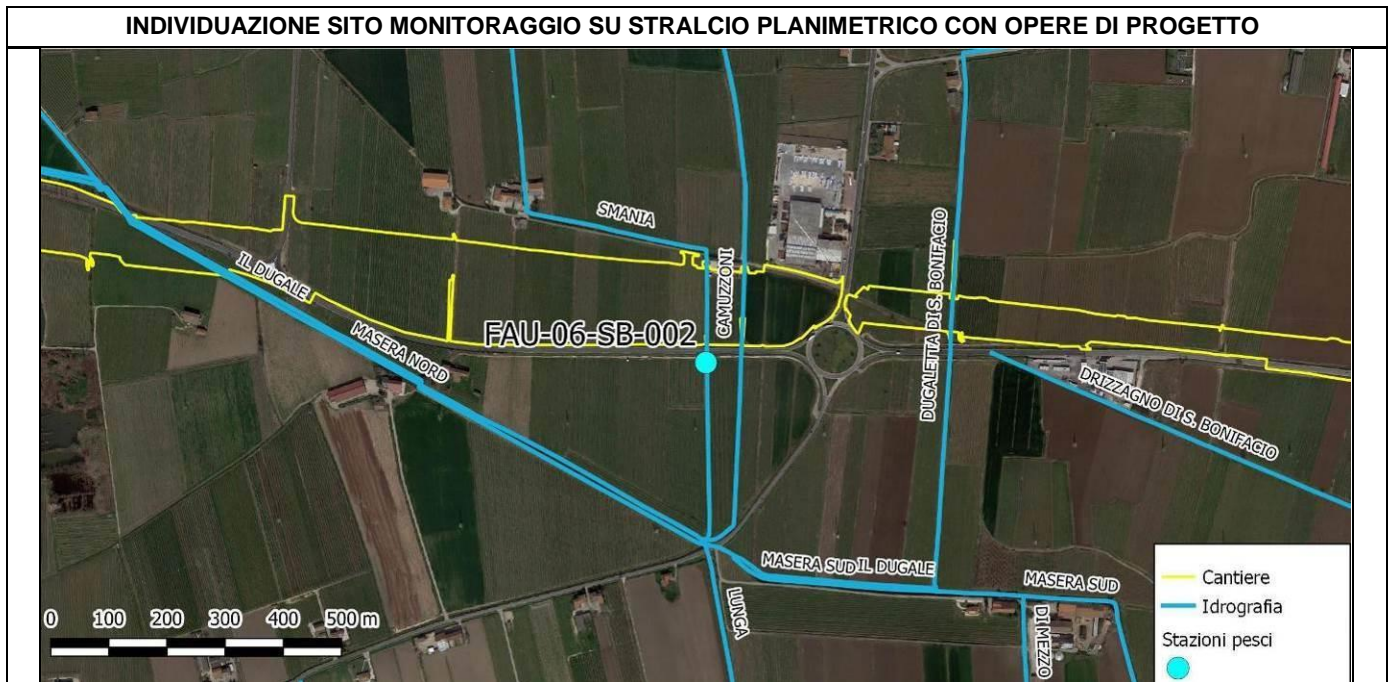 INDIVIDUAZIONE SITO MONITORAGGIO SU STRALCIO PLANIMETRICO CON OPERE DI PROGETTO
SMANIA
CAMUZZONI
DUGALETTA DI S. BONIFACIO
IL DUGALE
MASERA NORD
FAU-06-SB-002
DRIZZAGNO DI S. BONIFACIO
MASERA SUD
IL DUGALE
MASERA SUD
LUNGA
DI MEZZO
0 100 200 300 400 500 m
Cantiere
Idrografia
Stazioni pesci